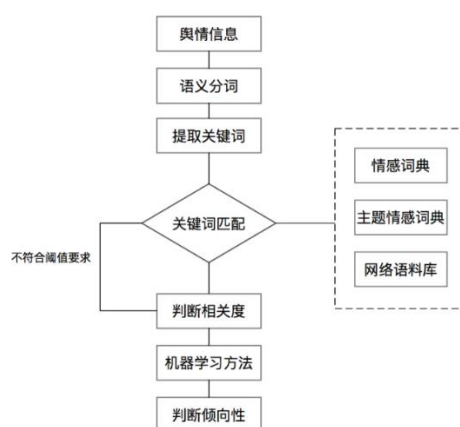 舆情信息
语义分词
提取关键词
情感词典
关键词匹配
主题情感词典
不符合阈值要求
网络语料库
判断相关度
机器学习方法
判断倾向性